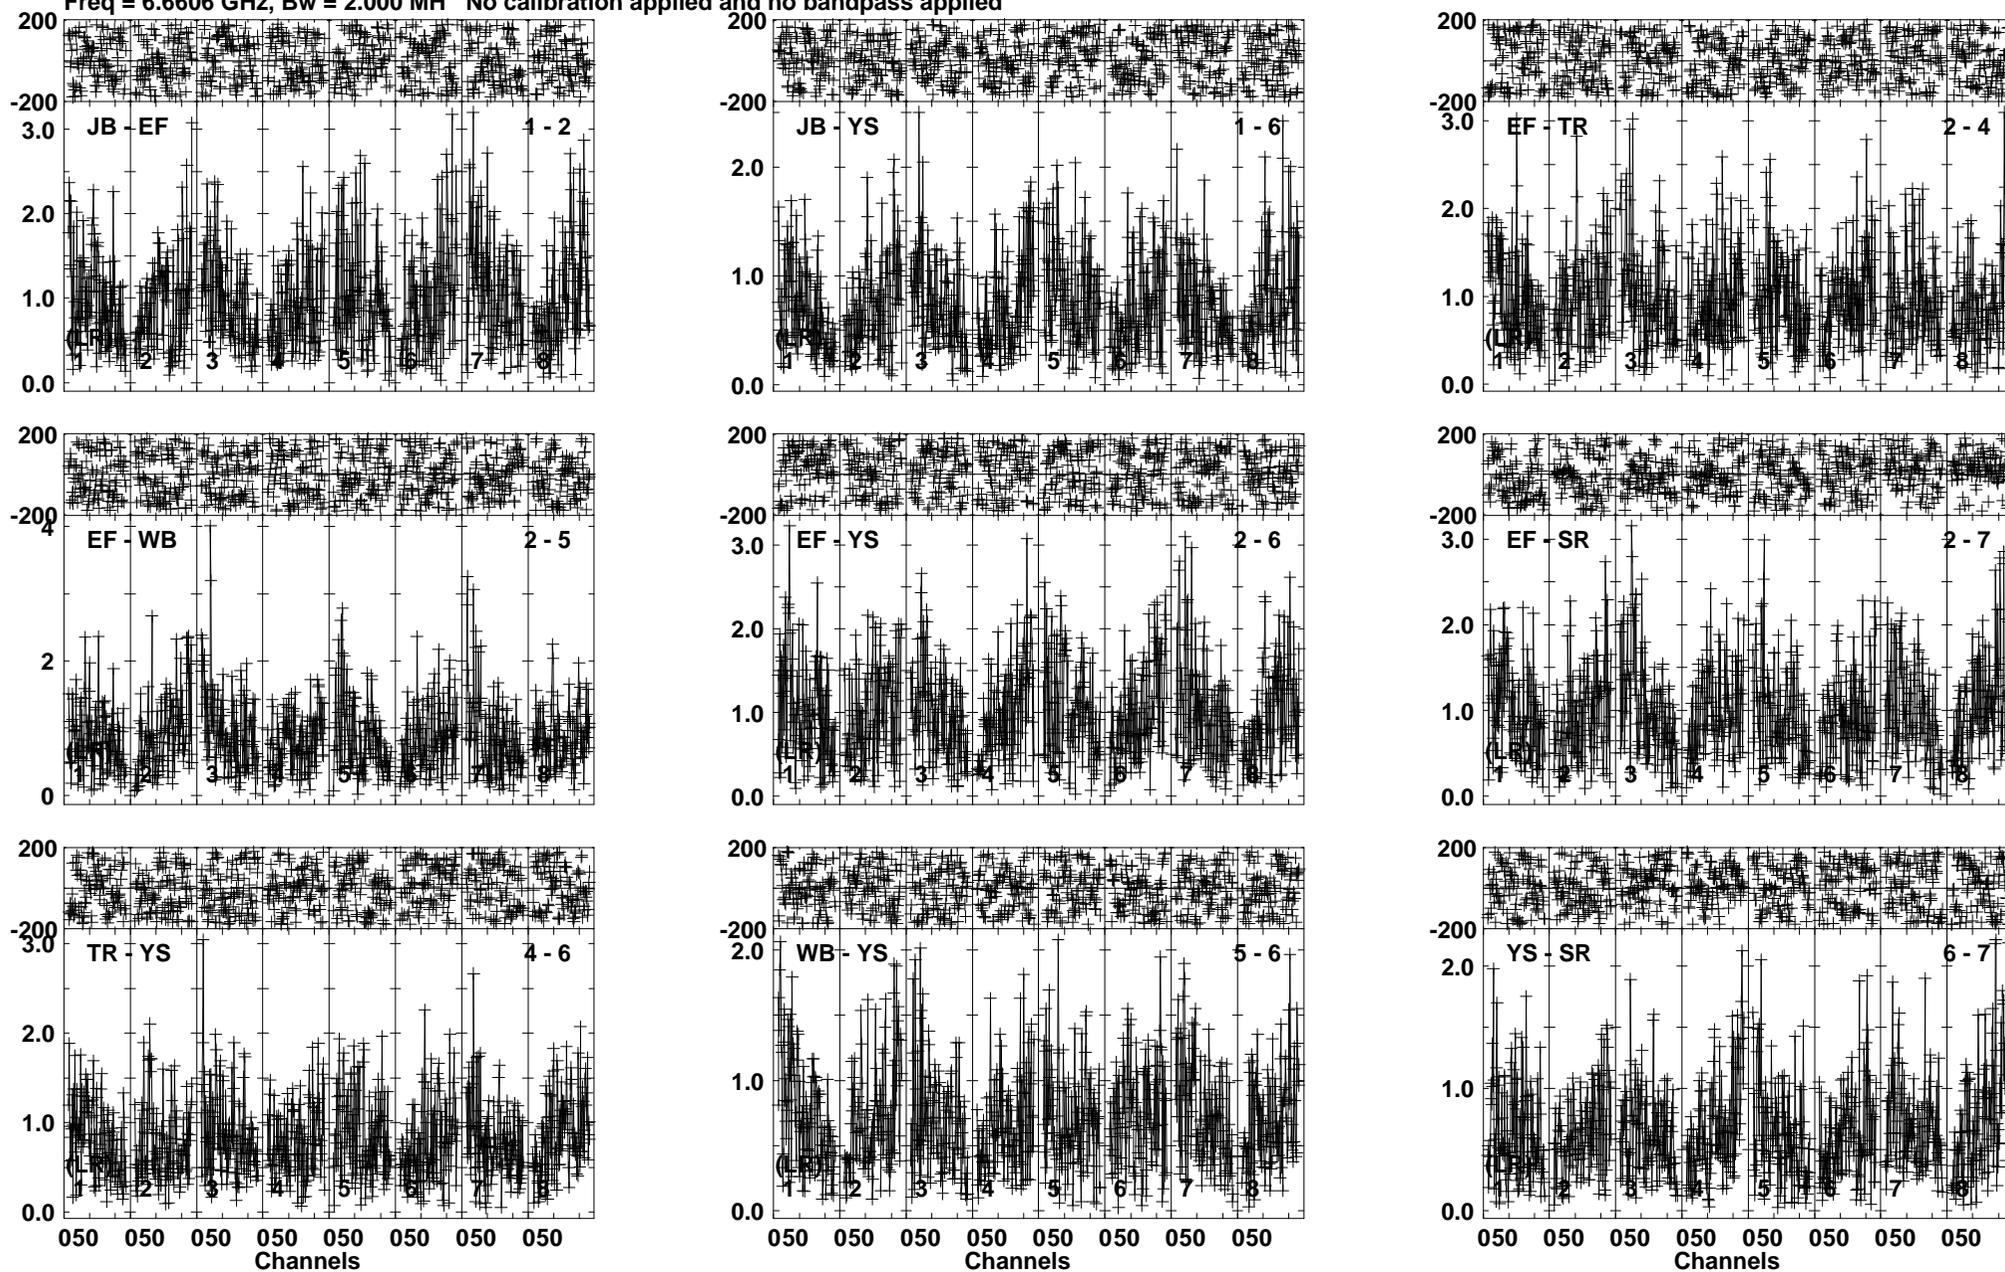 Freq = 6.6606 GHz, Bw = 2.000 MH No calibration applied and no bandpass applied
200
-200
JB - EF 1 - 2
3.0
2.0
1.0
0.0
(LR)
1 2 3 4 5 6 7 8
200
-200
JB - YS 1 - 6
2.0
1.0
0.0
(LR)
1 2 3 4 5 6 7 8
200
-200
EF - TR 2 - 4
3.0
2.0
1.0
0.0
(LR)
1 2 3 4 5 6 7 8
200
-200
EF - WB 2 - 5
4
2
0
(LR)
1 2 3 4 5 6 7 8
200
-200
EF - YS 2 - 6
3.0
2.0
1.0
0.0
(LR)
1 2 3 4 5 6 7 8
200
-200
EF - SR 2 - 7
3.0
2.0
1.0
0.0
(LR)
1 2 3 4 5 6 7 8
200
-200
TR - YS 4 - 6
3.0
2.0
1.0
0.0
(LR)
1 2 3 4 5 6 7 8
050 050 050 050 050 050 050 050
Channels
200
-200
WB - YS 5 - 6
2.0
1.0
0.0
(LR)
1 2 3 4 5 6 7 8
050 050 050 050 050 050 050 050
Channels
200
-200
YS - SR 6 - 7
2.0
1.0
0.0
(LR)
1 2 3 4 5 6 7 8
050 050 050 050 050 050 050 050
Channels